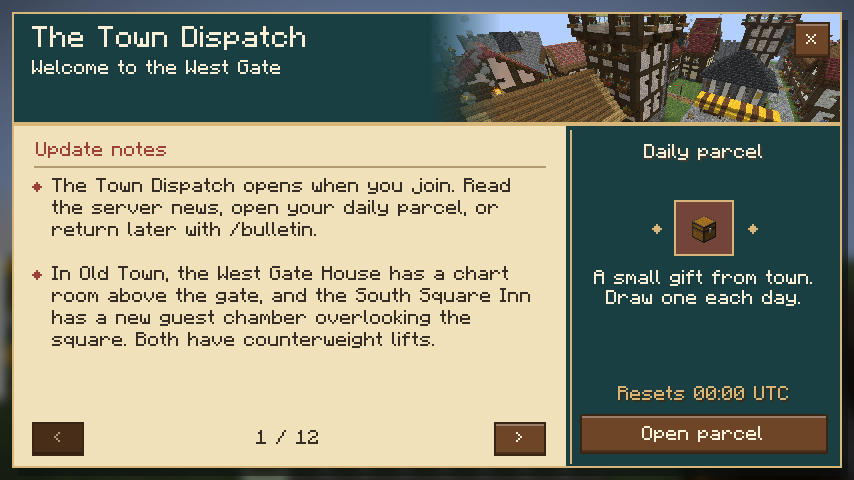 The Town Dispatch
Welcome to the West Gate
×
Update notes
The Town Dispatch opens when you join. Read
the server news, open your daily parcel, or
return later with /bulletin.
In Old Town, the West Gate House has a chart
room above the gate, and the South Square Inn
has a new guest chamber overlooking the
square. Both have counterweight lifts.
< 1 / 12 >
Daily parcel
A small gift from town.
Draw one each day.
Resets 00:00 UTC
Open parcel